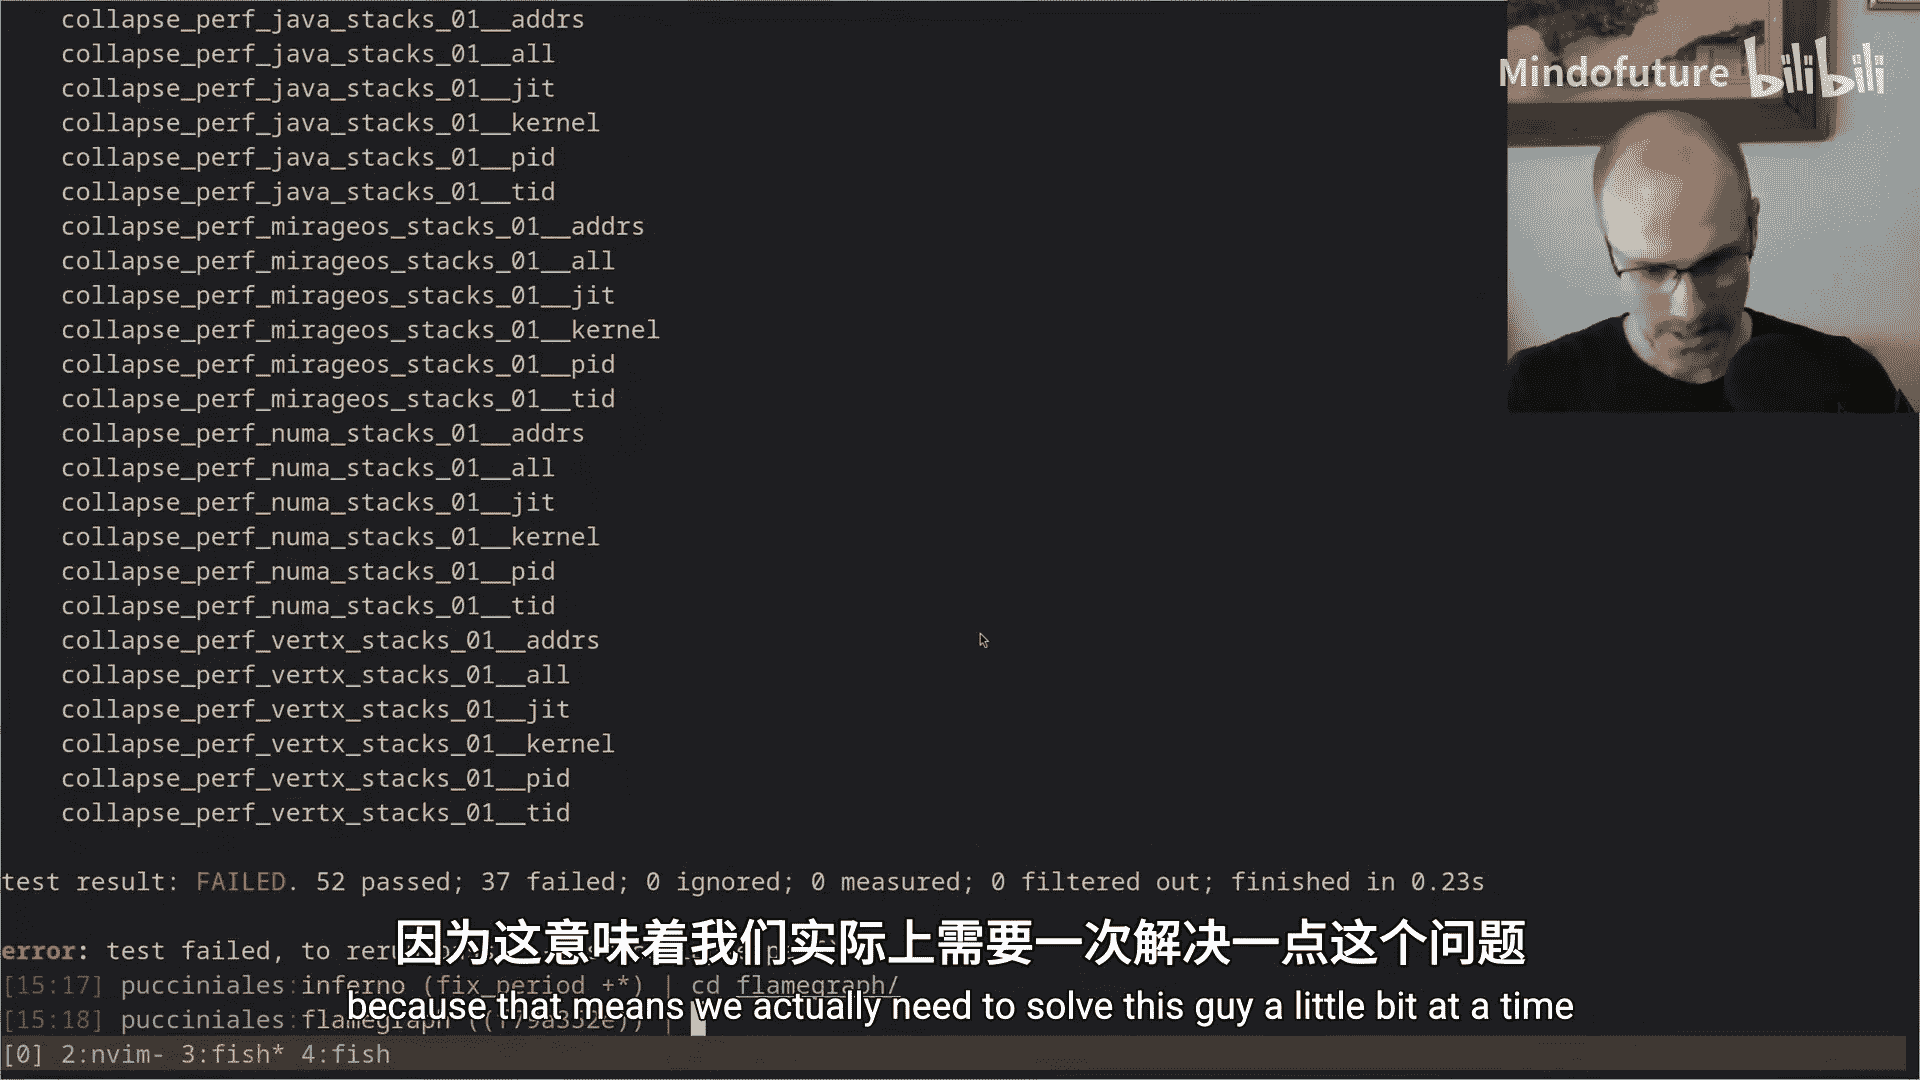 collapse_perf_java_stacks_01__addrs
collapse_perf_java_stacks_01__all
collapse_perf_java_stacks_01__jit
collapse_perf_java_stacks_01__kernel
collapse_perf_java_stacks_01__pid
collapse_perf_java_stacks_01__tid
collapse_perf_mirageos_stacks_01__addrs
collapse_perf_mirageos_stacks_01__all
collapse_perf_mirageos_stacks_01__jit
collapse_perf_mirageos_stacks_01__kernel
collapse_perf_mirageos_stacks_01__pid
collapse_perf_mirageos_stacks_01__tid
collapse_perf_numa_stacks_01__addrs
collapse_perf_numa_stacks_01__all
collapse_perf_numa_stacks_01__jit
collapse_perf_numa_stacks_01__kernel
collapse_perf_numa_stacks_01__pid
collapse_perf_numa_stacks_01__tid
collapse_perf_vertx_stacks_01__addrs
collapse_perf_vertx_stacks_01__all
collapse_perf_vertx_stacks_01__jit
collapse_perf_vertx_stacks_01__kernel
collapse_perf_vertx_stacks_01__pid
collapse_perf_vertx_stacks_01__tid
Mindofuture bilibili
test result: FAILED. 52 passed; 37 failed; 0 ignored; 0 measured; 0 filtered out; finished in 0.23s
error: test failed, to
因为这意味着我们实际上需要一次解决一点这个问题
[15:17] pucciniales:inferno (fix_period +*) | cd flamegraph/
because that means we actually need to solve this guy a little bit at a time
[15:18] pucciniales:flamegraph |
[0] 2:nvim- 3:fish* 4:fish